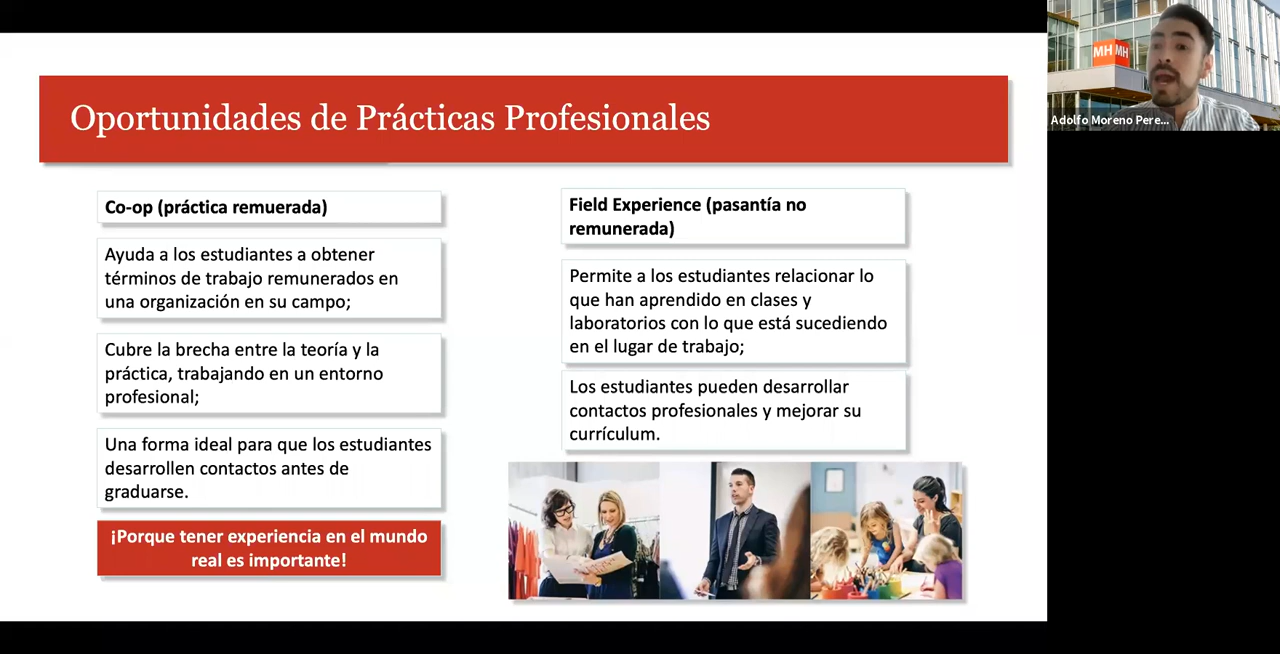 Oportunidades de Prácticas Profesionales
Co-op (práctica remuerada)
Ayuda a los estudiantes a obtener
términos de trabajo remunerados en
una organización en su campo;
Cubre la brecha entre la teoría y la
práctica, trabajando en un entorno
profesional;
Una forma ideal para que los estudiantes
desarrollen contactos antes de
graduarse.
¡Porque tener experiencia en el mundo
real es importante!
Field Experience (pasantía no
remunerada)
Permite a los estudiantes relacionar lo
que han aprendido en clases y
laboratorios con lo que está sucediendo
en el lugar de trabajo;
Los estudiantes pueden desarrollar
contactos profesionales y mejorar su
currículum.
MH MH
Adolfo Moreno Pere...